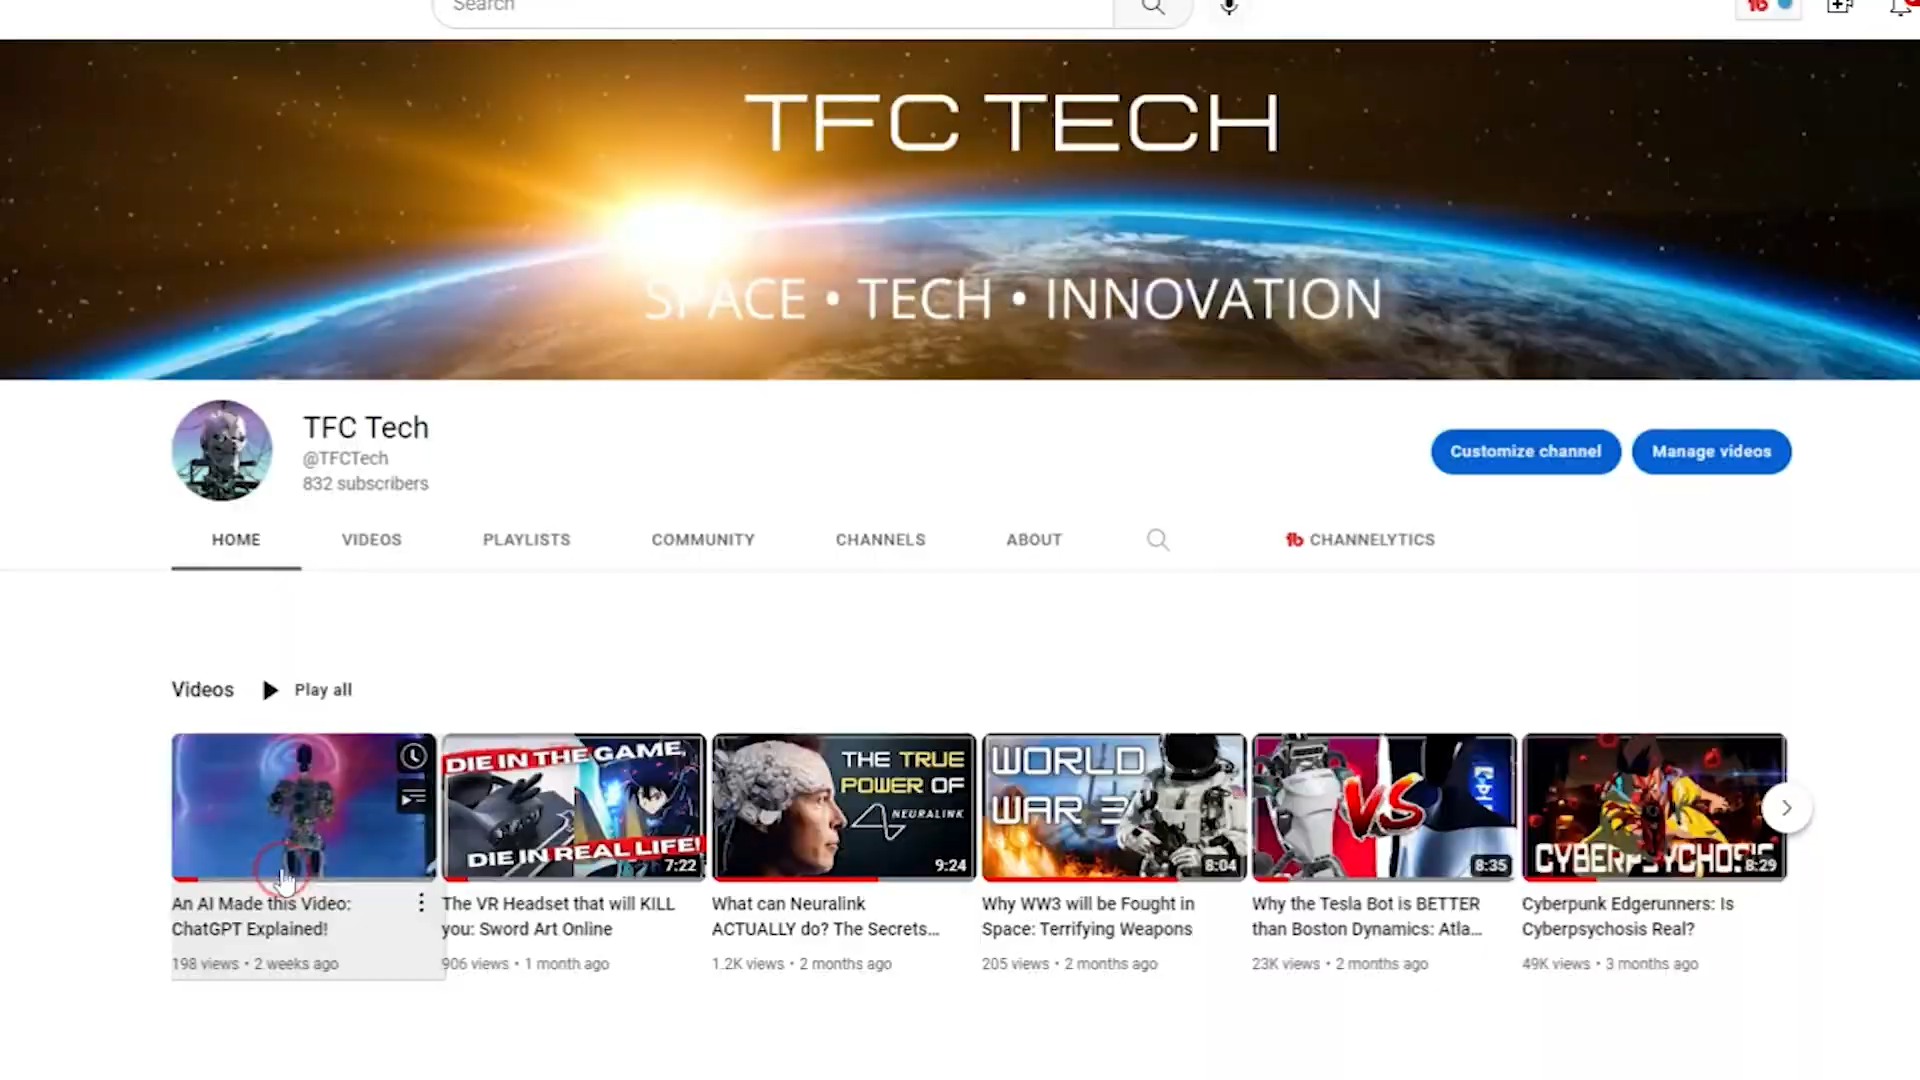 Search
TFC TECH
SPACE • TECH • INNOVATION
TFC Tech
@TFCTech
832 subscribers
Customize channel
Manage videos
HOME
VIDEOS
PLAYLISTS
COMMUNITY
CHANNELS
ABOUT
CHANNELYTICS
Videos
Play all
DIE IN THE GAME,
DIE IN REAL LIFE!
7:22
THE TRUE
POWER OF
NEURALINK
9:24
WORLD
WAR 3
8:04
VS
8:35
CYBERPSYCHOSIS
8:29
An AI Made this Video:
ChatGPT Explained!
198 views • 2 weeks ago
The VR Headset that will KILL
you: Sword Art Online
906 views • 1 month ago
What can Neuralink
ACTUALLY do? The Secrets...
1.2K views • 2 months ago
Why WW3 will be Fought in
Space: Terrifying Weapons
205 views • 2 months ago
Why the Tesla Bot is BETTER
than Boston Dynamics: Atla...
23K views • 2 months ago
Cyberpunk Edgerunners: Is
Cyberpsychosis Real?
49K views • 3 months ago